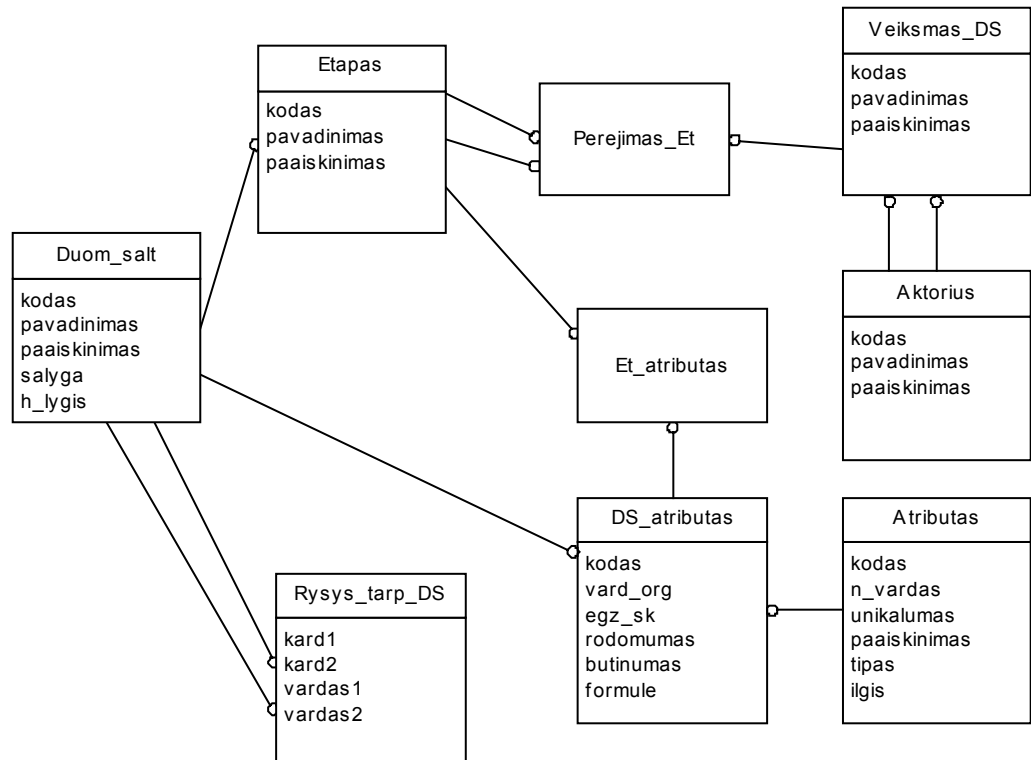 Veiksmas_DS
kodas
pavadinimas
paaiskinimas
Etapas
kodas
pavadinimas
paaiskinimas
Perejimas_Et
Duom_salt
kodas
pavadinimas
paaiskinimas
salyga
h_lygis
Aktorius
kodas
pavadinimas
paaiskinimas
Et_atributas
DS_atributas
kodas
vard_org
egz_sk
rodomumas
butinumas
formule
Atributas
kodas
n_vardas
unikalumas
paaiskinimas
tipas
ilgis
Rysys_tarp_DS
kard1
kard2
vardas1
vardas2